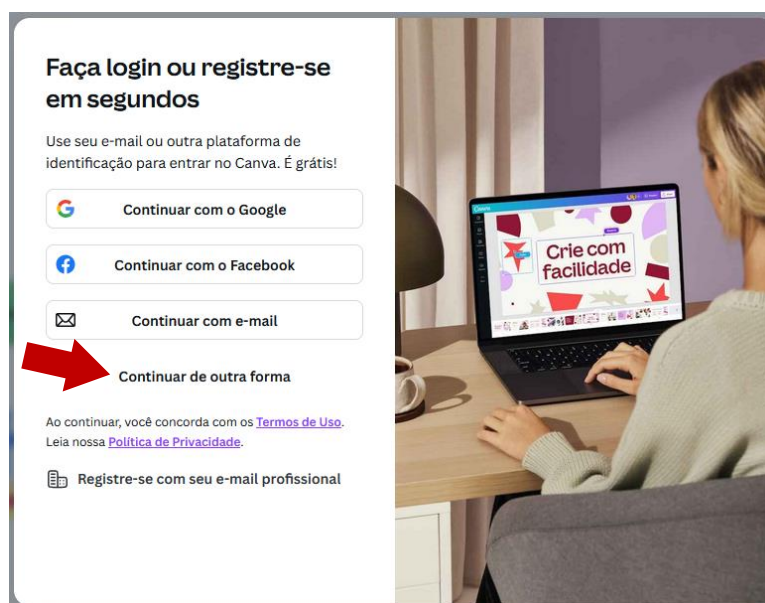 Faça login ou registre-se
em segundos
Use seu e-mail ou outra plataforma de
identificação para entrar no Canva. É grátis!
Continuar com o Google
Continuar com o Facebook
Continuar com e-mail
Continuar de outra forma
Ao continuar, você concorda com os Termos de Uso.
Leia nossa Política de Privacidade.
Registre-se com seu e-mail profissional
Canva
Crie com
facilidade